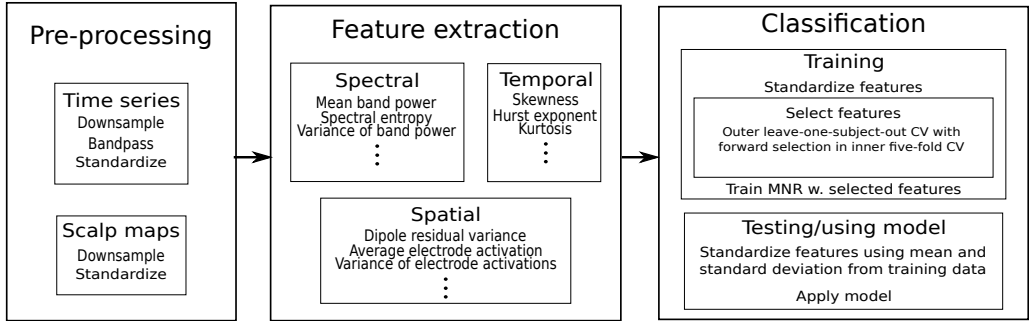 Pre-processing
Time series
Downsample
Bandpass
Standardize
Scalp maps
Downsample
Standardize
Feature extraction
Spectral
Mean band power
Spectral entropy
Variance of band power
Temporal
Skewness
Hurst exponent
Kurtosis
Spatial
Dipole residual variance
Average electrode activation
Variance of electrode activations
Classification
Training
Standardize features
Select features
Outer leave-one-subject-out CV with
forward selection in inner five-fold CV
Train MNR w. selected features
Testing/using model
Standardize features using mean and
standard deviation from training data
Apply model